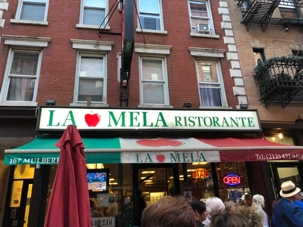 LA MELA RISTORANTE
167 MULBERRY
LA MELA
OPEN